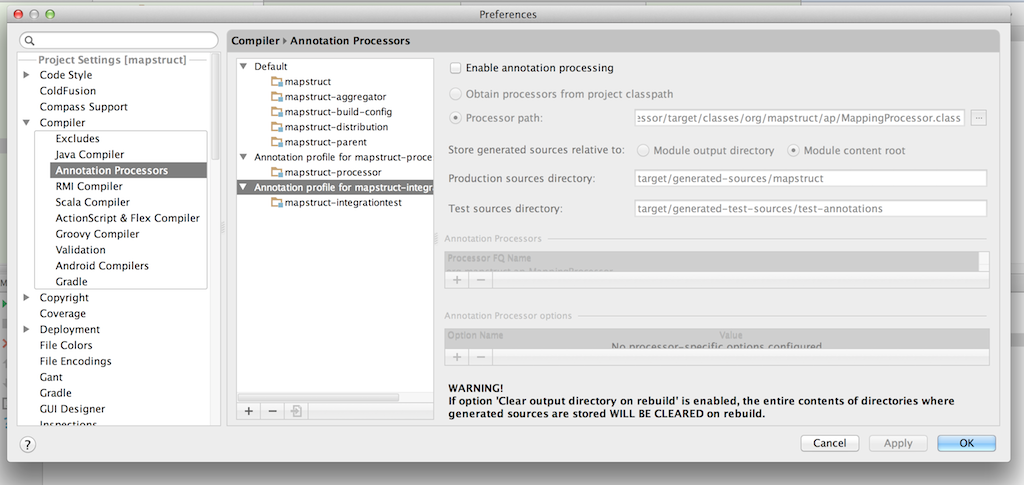 Preferences
Project Settings [mapstruct]
Code Style
ColdFusion
Compass Support
Compiler
Excludes
Java Compiler
Annotation Processors
RMI Compiler
Scala Compiler
ActionScript & Flex Compiler
Groovy Compiler
Validation
Android Compilers
Gradle
Copyright
Coverage
Deployment
File Colors
File Encodings
Gant
Gradle
GUI Designer
Inspections
?
Compiler › Annotation Processors
Default
mapstruct
mapstruct-aggregator
mapstruct-build-config
mapstruct-distribution
mapstruct-parent
Annotation profile for mapstruct-proce
mapstruct-processor
Annotation profile for mapstruct-integr
mapstruct-integrationtest
Enable annotation processing
Obtain processors from project classpath
Processor path: essor/target/classes/org/mapstruct/ap/MappingProcessor.class ...
Store generated sources relative to: Module output directory Module content root
Production sources directory: target/generated-sources/mapstruct
Test sources directory: target/generated-test-sources/test-annotations
Annotation Processors
Processor FQ Name
org.mapstruct.ap.MappingProcessor
Annotation Processor options
Option Name Value
No processor-specific options configured
WARNING!
If option 'Clear output directory on rebuild' is enabled, the entire contents of directories where
generated sources are stored WILL BE CLEARED on rebuild.
Cancel Apply OK